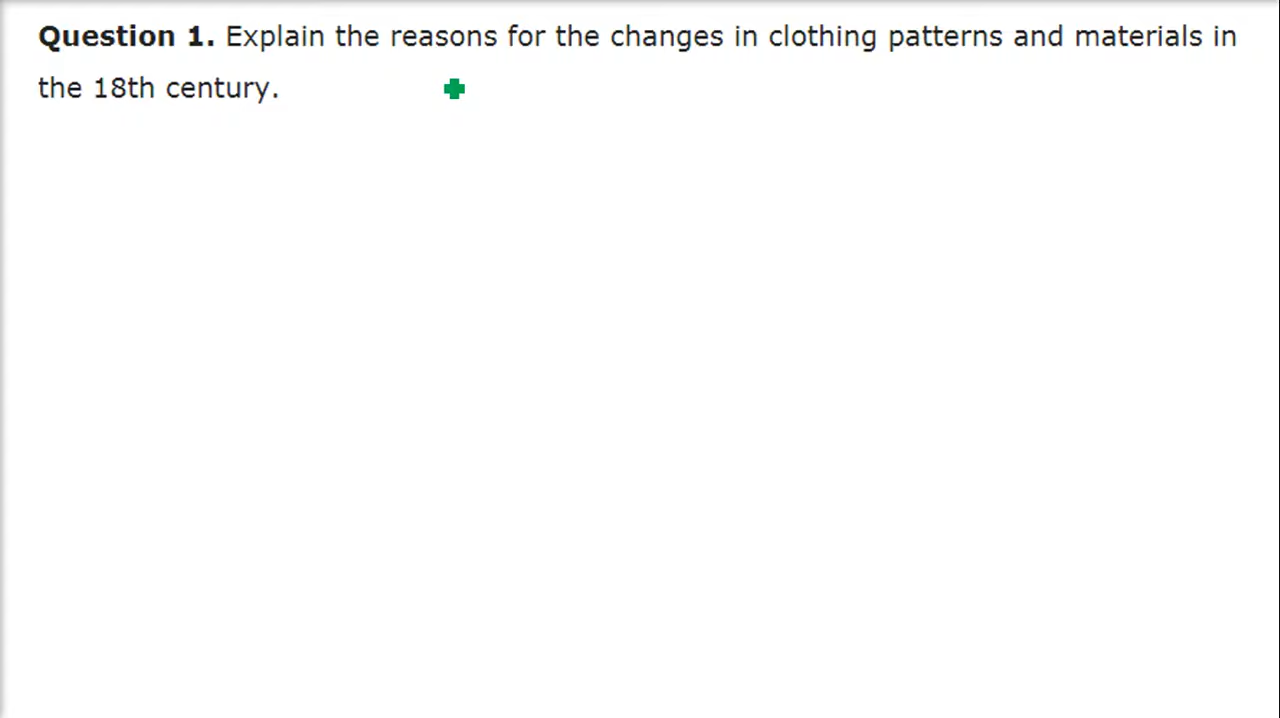 Question 1. Explain the reasons for the changes in clothing patterns and materials in
the 18th century.